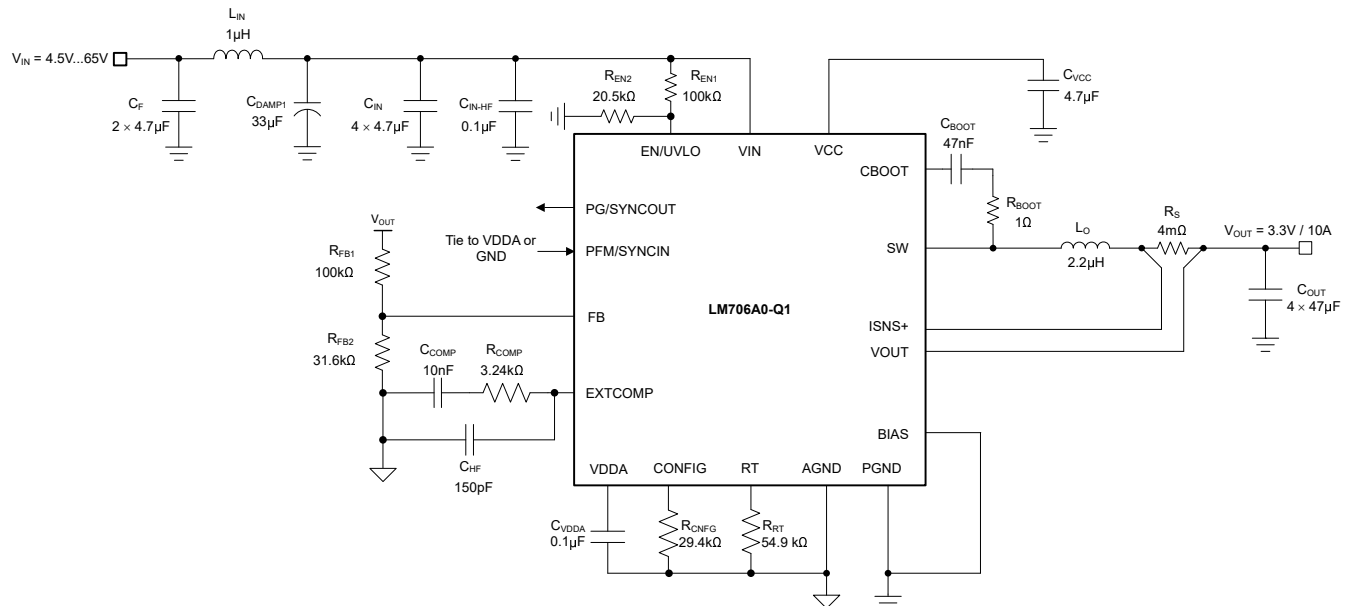 L_IN
1µH
V_IN = 4.5V...65V
C_F
2 × 4.7µF
C_DAMP1
33µF
C_IN
4 × 4.7µF
C_IN-HF
0.1µF
R_EN2
20.5kΩ
R_EN1
100kΩ
C_VCC
4.7µF
C_BOOT
47nF
EN/UVLO
VIN
VCC
CBOOT
R_BOOT
1Ω
PG/SYNCOUT
V_OUT
Tie to VDDA or
GND
PFM/SYNCIN
SW
L_O
2.2µH
R_S
4mΩ
V_OUT = 3.3V / 10A
R_FB1
100kΩ
C_OUT
4 × 47µF
LM706A0-Q1
FB
ISNS+
VOUT
R_FB2
31.6kΩ
C_COMP
10nF
R_COMP
3.24kΩ
EXTCOMP
BIAS
C_HF
150pF
VDDA
CONFIG
RT
AGND
PGND
C_VDDA
0.1µF
R_CNFG
29.4kΩ
R_RT
54.9 kΩ